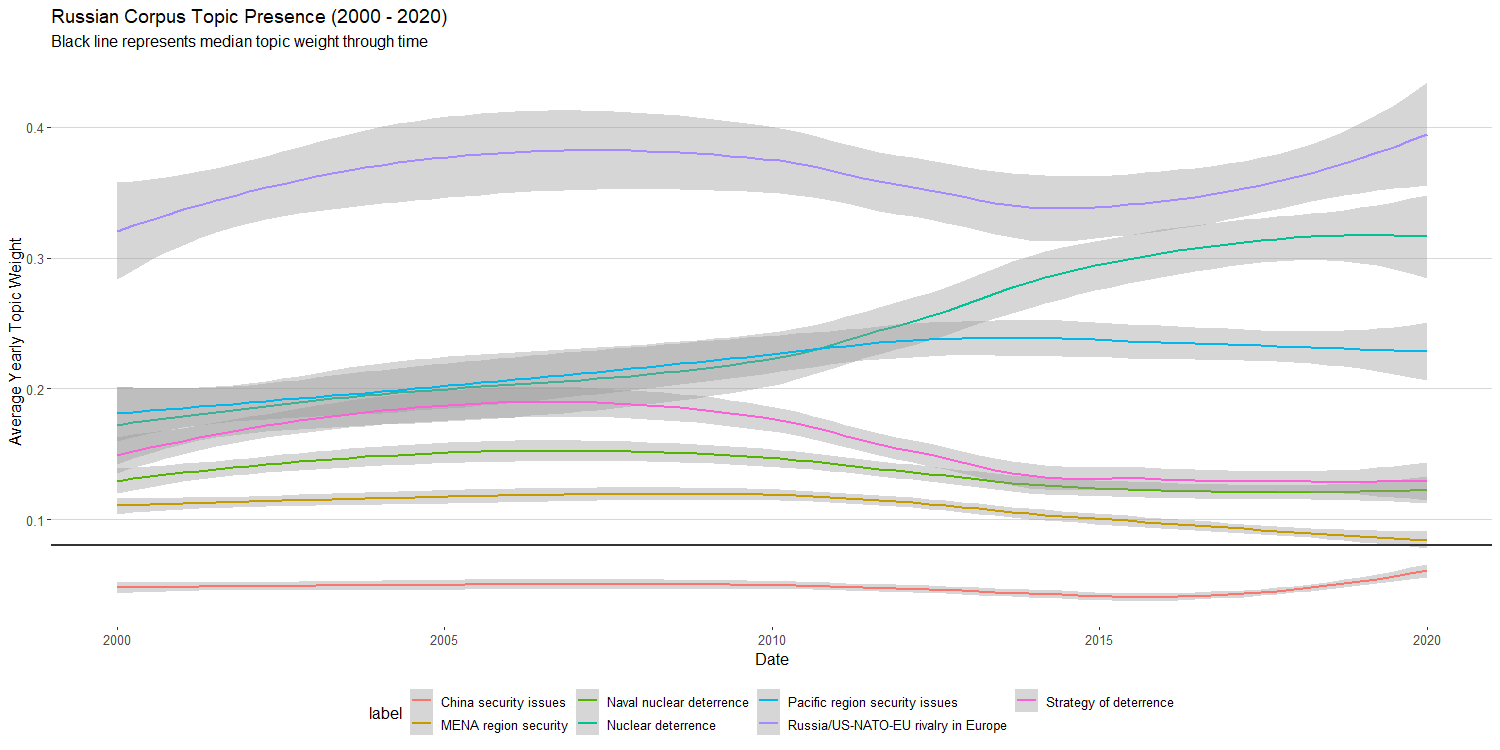 Russian Corpus Topic Presence (2000 - 2020)
Black line represents median topic weight through time
Average Yearly Topic Weight
0.4
0.3
0.2
0.1
2000 2005 2010 2015 2020
Date
label
China security issues Naval nuclear deterrence Pacific region security issues Strategy of deterrence
MENA region security Nuclear deterrence Russia/US-NATO-EU rivalry in Europe